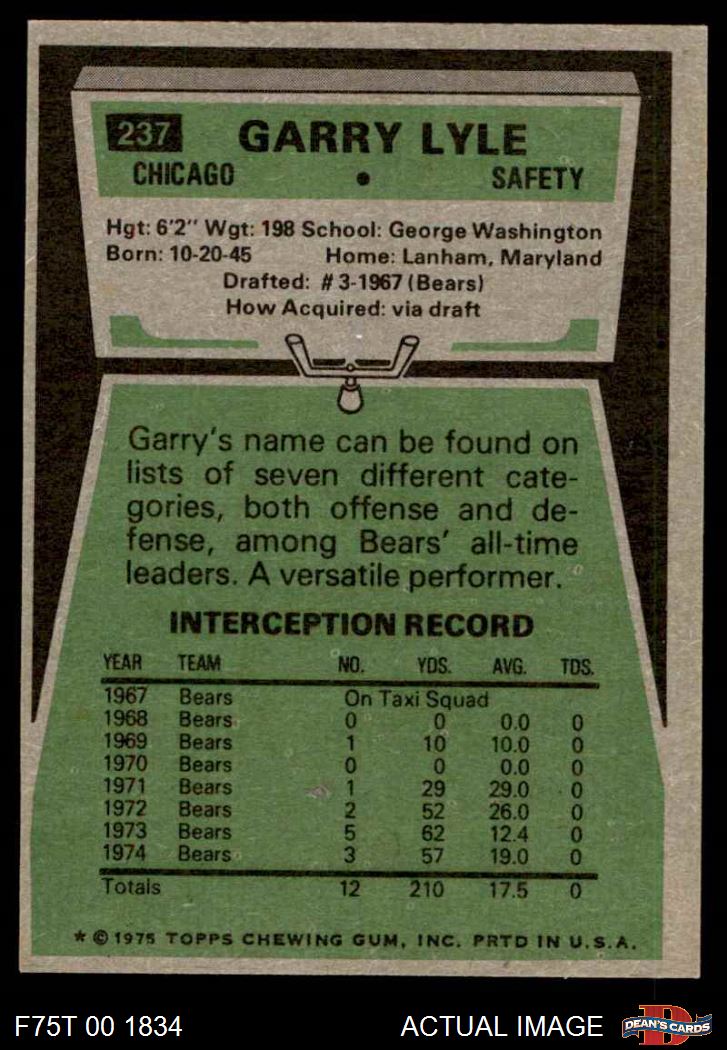 237 GARRY LYLE
CHICAGO • SAFETY
Hgt: 6'2" Wgt: 198 School: George Washington
Born: 10-20-45 Home: Lanham, Maryland
Drafted: #3-1967 (Bears)
How Acquired: via draft
Garry's name can be found on
lists of seven different cate-
gories, both offense and de-
fense, among Bears' all-time
leaders. A versatile performer.
INTERCEPTION RECORD
YEAR TEAM NO. YDS. AVG. TDS.
1967 Bears On Taxi Squad
1968 Bears 0 0 0.0 0
1969 Bears 1 10 10.0 0
1970 Bears 0 0 0.0 0
1971 Bears 1 29 29.0 0
1972 Bears 2 52 26.0 0
1973 Bears 5 62 12.4 0
1974 Bears 3 57 19.0 0
Totals 12 210 17.5 0
* © 1975 TOPPS CHEWING GUM, INC. PRTD IN U.S.A.
F75T 00 1834 ACTUAL IMAGE D DEAN'S CARDS